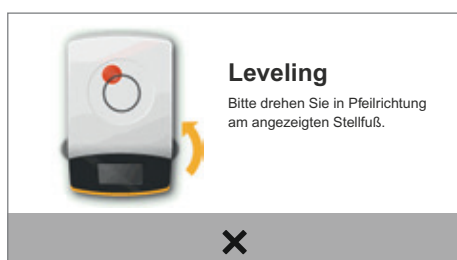 Leveling
Bitte drehen Sie in Pfeilrichtung
am angezeigten Stellfuß.